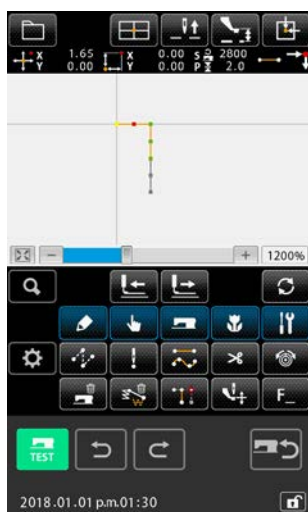 X 1.65 X 0.00 S 2800
Y 0.00 Y 0.00 P 2.0
1200%
F_
TEST
2018.01.01 p.m.01:30